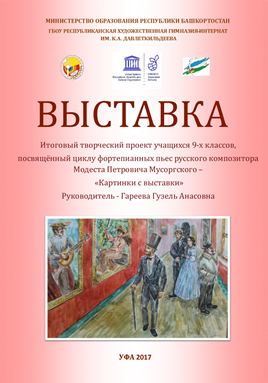 МИНИСТЕРСТВО ОБРАЗОВАНИЯ РЕСПУБЛИКИ БАШКОРТОСТАН
ГБОУ РЕСПУБЛИКАНСКАЯ ХУДОЖЕСТВЕННАЯ ГИМНАЗИЯ-ИНТЕРНАТ
ИМ. К.А. ДАВЛЕТКИЛЬДЕЕВА
ВЫСТАВКА
Итоговый творческий проект учащихся 9-х классов,
посвящённый циклу фортепианных пьес русского композитора
Модеста Петровича Мусоргского –
«Картинки с выставки»
Руководитель - Гареева Гузель Анасовна
УФА 2017